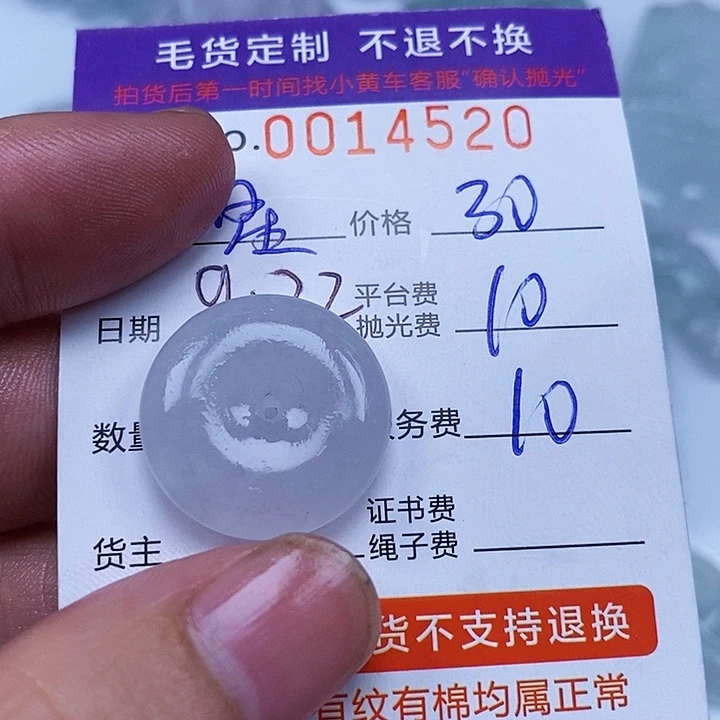 毛货定制 不退不换
拍货后第一时间找小黄车客服“确认抛光”
o.0014520
价格 30
9.22
平台费
日期 抛光费 10
数量 务费 10
证书费
货主 绳子费
货不支持退换
有纹有棉均属正常